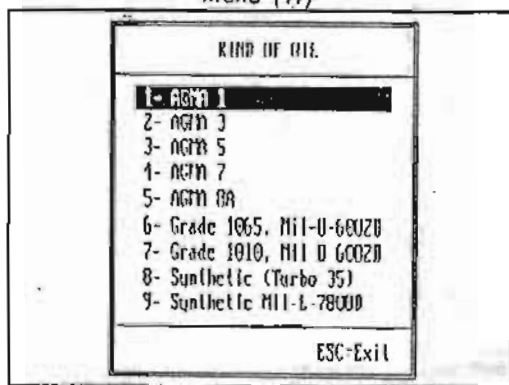 Menu
KIND OF OIL
1- AGMA 1
2- AGMA 3
3- AGMA 5
4- AGMA 7
5- AGMA 8A
6- Grade 1065, Mil-O-6082B
7- Grade 1010, Mil O 6082B
8- Synthetic (Turbo 35)
9- Synthetic Mil-L-7808D
ESC-Exit